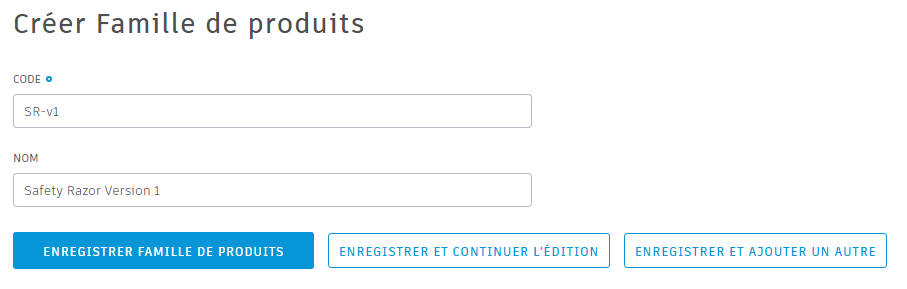 Créer Famille de produits
CODE
SR-v1
NOM
Safety Razor Version 1
ENREGISTRER FAMILLE DE PRODUITS
ENREGISTRER ET CONTINUER L'ÉDITION
ENREGISTRER ET AJOUTER UN AUTRE